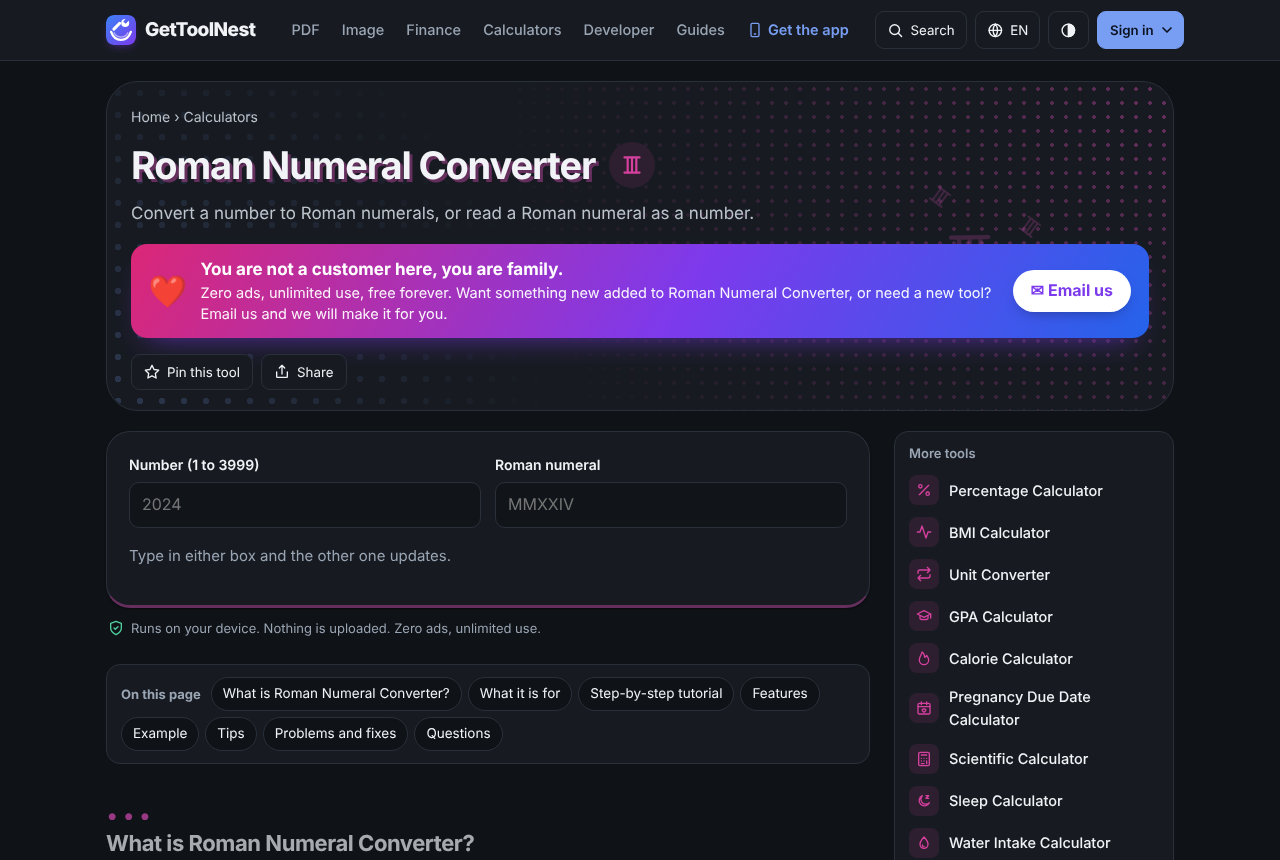 GetToolNest
PDF
Image
Finance
Calculators
Developer
Guides
Get the app
Search
EN
Sign in
Home › Calculators
Roman Numeral Converter
Convert a number to Roman numerals, or read a Roman numeral as a number.
You are not a customer here, you are family.
Zero ads, unlimited use, free forever. Want something new added to Roman Numeral Converter, or need a new tool?
Email us and we will make it for you.
✉ Email us
Pin this tool
Share
Number (1 to 3999)
Roman numeral
2024
MMXXIV
Type in either box and the other one updates.
Runs on your device. Nothing is uploaded. Zero ads, unlimited use.
On this page
What is Roman Numeral Converter?
What it is for
Step-by-step tutorial
Features
Example
Tips
Problems and fixes
Questions
What is Roman Numeral Converter?
More tools
Percentage Calculator
BMI Calculator
Unit Converter
GPA Calculator
Calorie Calculator
Pregnancy Due Date
Calculator
Scientific Calculator
Sleep Calculator
Water Intake Calculator